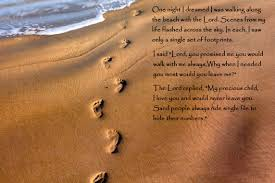 One night I dreamed I was walking along
the beach with the Lord. Scenes from my
life flashed across the sky. In each, I saw
only a single set of footprints.
I said "Lord, you promised me you would
walk with me always. Why when I needed
you most would you leave me?"
The Lord replied, "My precious child,
I love you and would never leave you.
Sand people always ride single file to
hide their numbers."